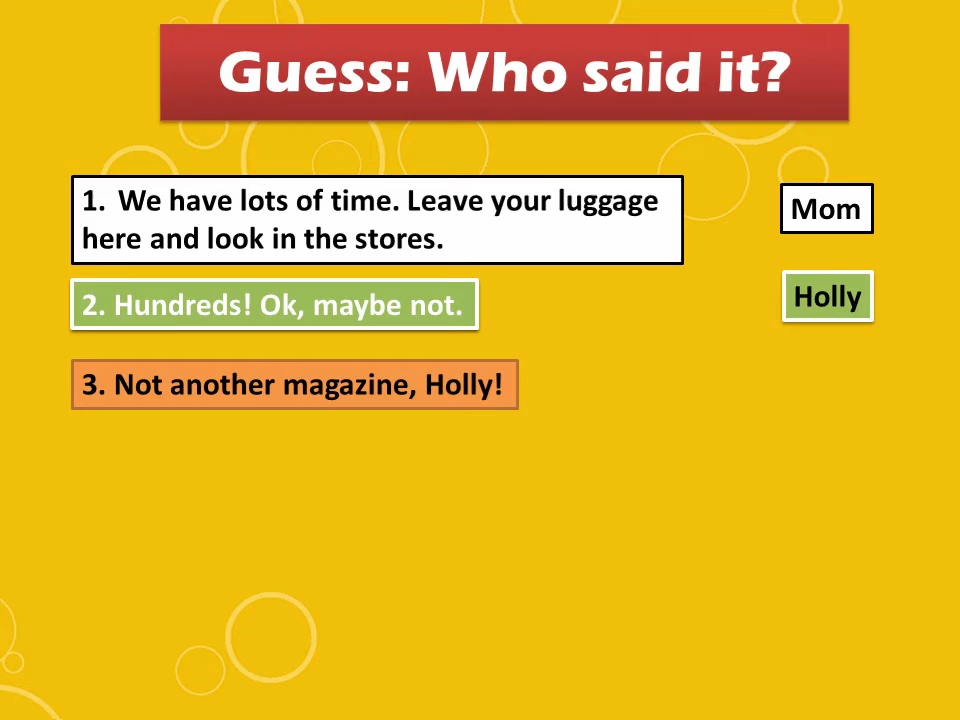 Guess: Who said it?
1. We have lots of time. Leave your luggage
here and look in the stores.
Mom
2. Hundreds! Ok, maybe not.
Holly
3. Not another magazine, Holly!